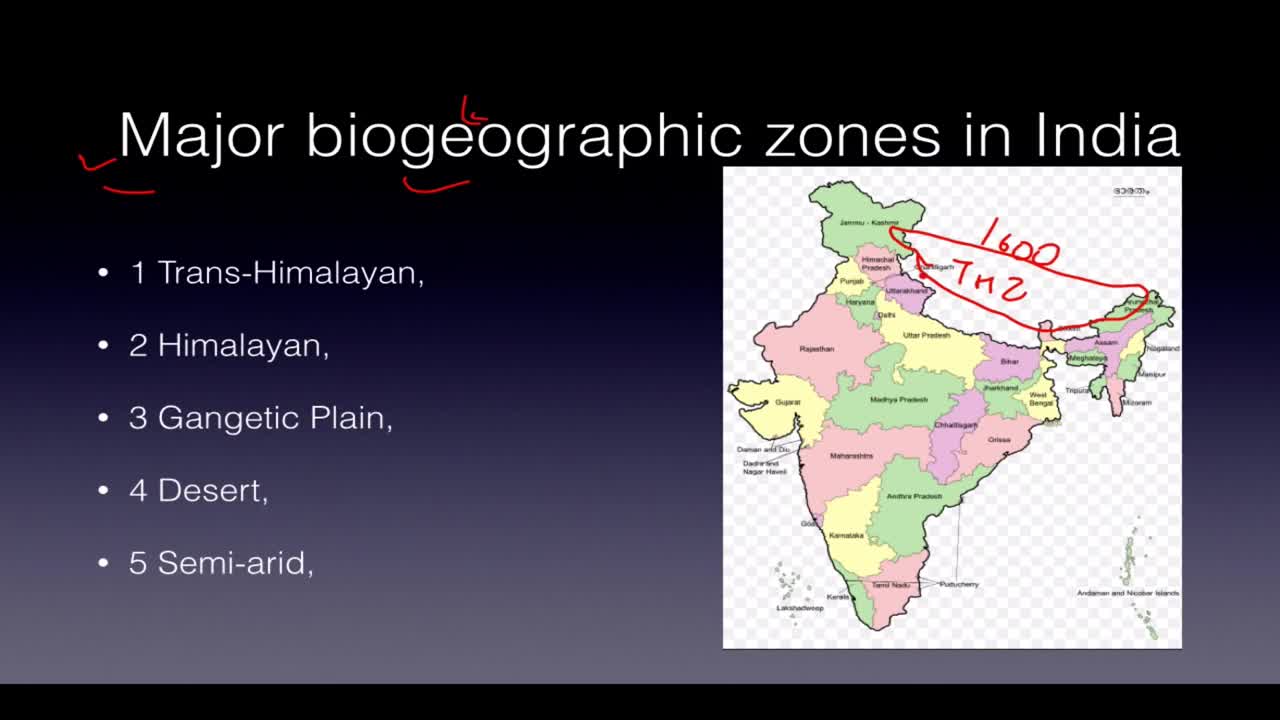 Major biogeographic zones in India
• 1 Trans-Himalayan,
• 2 Himalayan,
• 3 Gangetic Plain,
• 4 Desert,
• 5 Semi-arid,
1600
THZ
Jammu - Kashmir
Himachal
Pradesh
Chandigarh
Punjab
Uttarakhand
Haryana
Delhi
Arunachal
Pradesh
Rajasthan
Uttar Pradesh
Assam
Nagaland
Bihar
Meghalaya
Manipur
Tripura
Mizoram
Gujarat
Madhya Pradesh
Jharkhand
West
Bengal
Chhattisgarh
Orissa
Daman and Diu
Dadra and
Nagar Haveli
Maharashtra
Andhra Pradesh
Goa
Karnataka
Tamil Nadu
Puducherry
Kerala
Lakshadweep
Andaman and Nicobar Islands